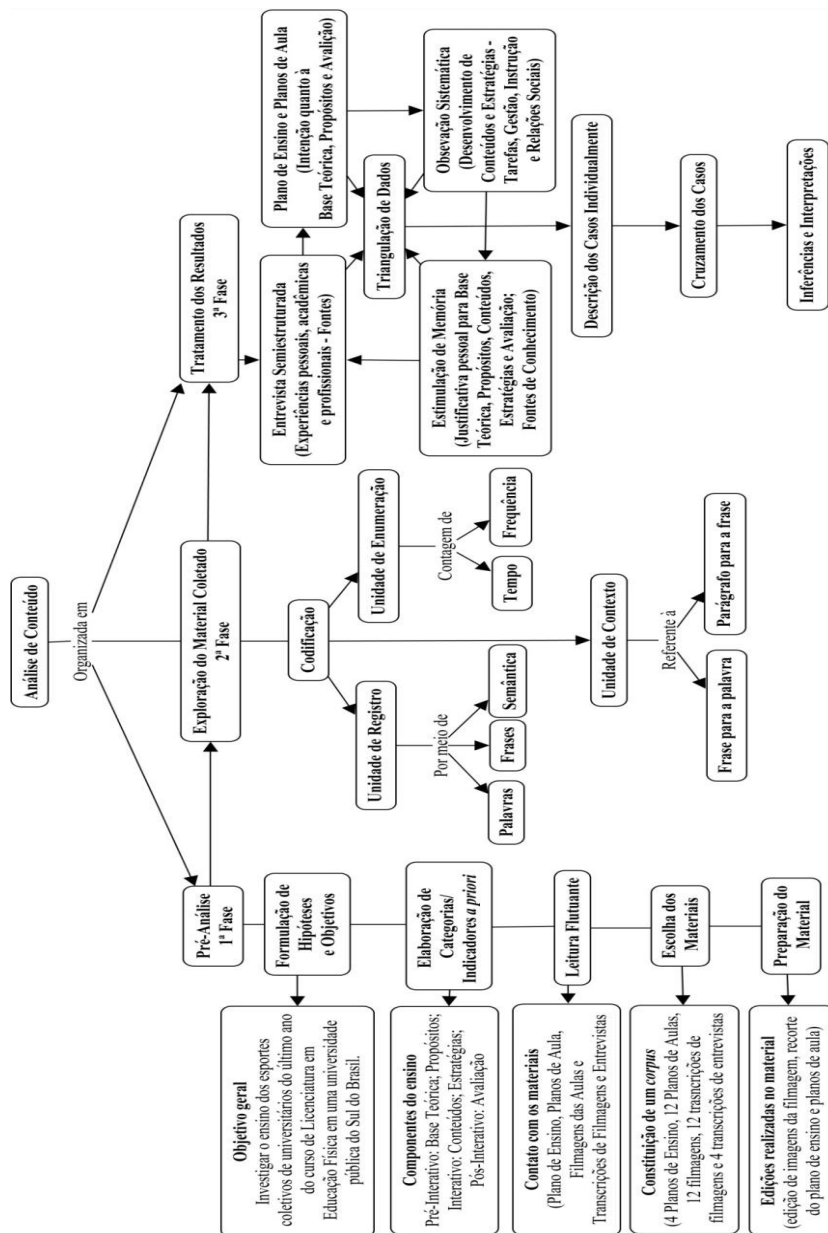 Análise de Conteúdo
Organizada em
Pré-Análise
1ª Fase
Exploração do Material Coletado
2ª Fase
Tratamento dos Resultados
3ª Fase
Formulação de
Hipóteses
e Objetivos
Objetivo geral
Investigar o ensino dos esportes
coletivos de universitários do último ano
do curso de Licenciatura em
Educação Física em uma universidade
pública do Sul do Brasil.
Elaboração de
Categorias/
Indicadores a priori
Componentes do ensino
Pré-Interativo: Base Teórica; Propósitos;
Interativo: Conteúdos; Estratégias;
Pós-Interativo: Avaliação
Leitura Flutuante
Contato com os materiais
(Plano de Ensino, Planos de Aula,
Filmagens das Aulas e
Transcrições de Filmagens e Entrevistas
Escolha dos
Materiais
Constituição de um corpus
(4 Planos de Ensino, 12 Planos de Aulas,
12 filmagens, 12 trasncrições de
filmagens e 4 transcrições de entrevistas
Preparação do
Material
Edições realizadas no material
(edição de imagens da filmagem, recorte
do plano de ensino e planos de aula)
Codificação
Unidade de Registro
Por meio de
Palavras
Frases
Semântica
Unidade de Enumeração
Contagem de
Tempo
Frequência
Unidade de Contexto
Referente à
Frase para a palavra
Parágrafo para a frase
Entrevista Semiestruturada
(Experiências pessoais, acadêmicas
e profissionais - Fontes)
Plano de Ensino e Planos de Aula
(Intenção quanto à
Base Teórica, Propósitos e Avalição)
Triangulação de Dados
Estimulação de Memória
(Justificativa pessoal para Base
Teórica, Propósitos, Conteúdos,
Estratégias e Avaliação;
Fontes de Conhecimento)
Obsevação Sistemática
(Desenvolvimento de
Conteúdos e Estratégias -
Tarefas, Gestão, Instrução
e Relações Sociais)
Descrição dos Casos Individualmente
Cruzamento dos Casos
Inferências e Interpretações